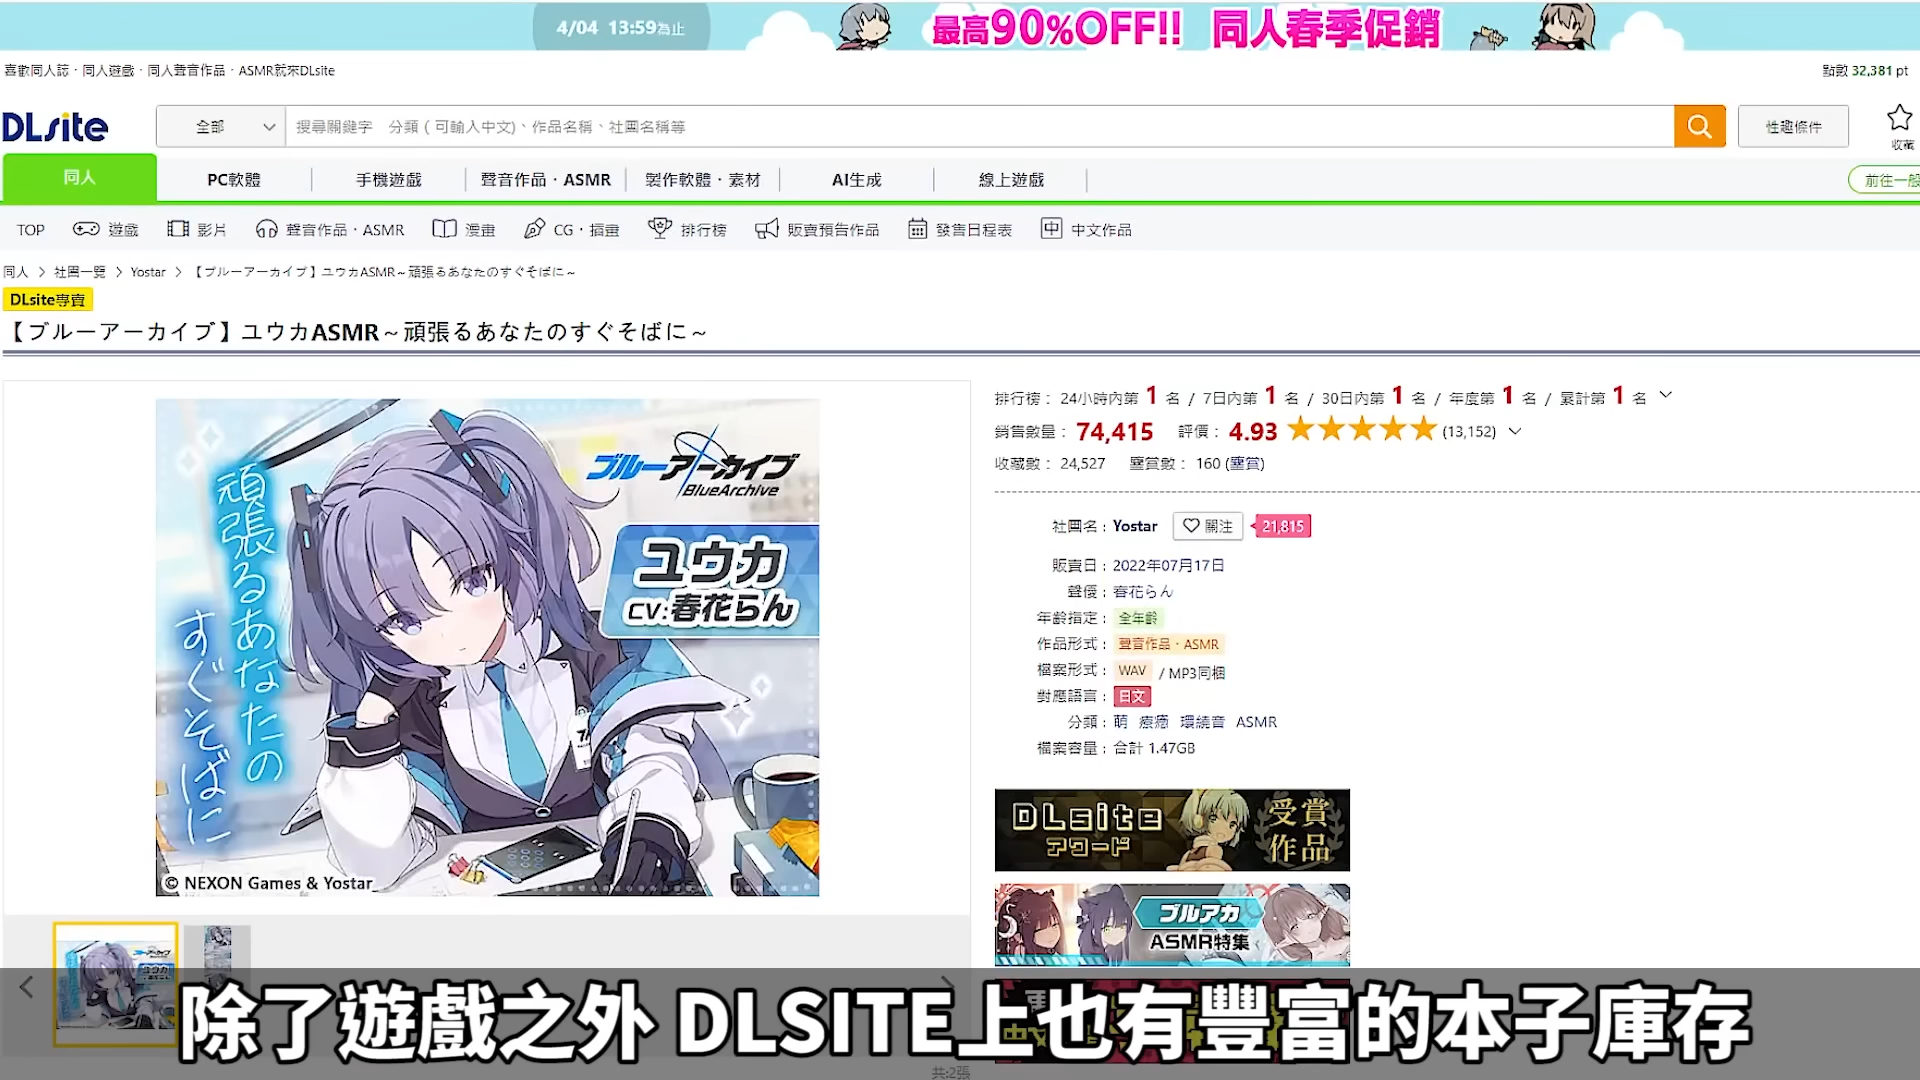 4/04 13:59為止
最高90%OFF!! 同人春季促銷
喜歡同人誌・同人遊戲・同人聲音作品・ASMR就來DLsite
點數 32,381 pt
DLsite
全部
搜尋關鍵字 分類 ( 可輸入中文)、作品名稱、社團名稱等
性趣條件
收藏
同人
PC軟體
手機遊戲
聲音作品・ASMR
製作軟體・素材
AI生成
線上遊戲
前往一般
TOP
遊戲
影片
聲音作品・ASMR
漫畫
CG・插畫
排行榜
販賣預告作品
發售日程表
中文作品
同人 > 社團一覽 > Yostar > 【ブルーアーカイブ】ユウカASMR～頑張るあなたのすぐそばに～
DLsite專賣
【ブルーアーカイブ】ユウカASMR～頑張るあなたのすぐそばに～
頑張るあなたの
すぐそばに
ブルーアーカイブ
BlueArchive
ユウカ
CV:春花らん
© NEXON Games & Yostar
排行榜： 24小時內第 1 名 / 7日內第 1 名 / 30日內第 1 名 / 年度第 1 名 / 累計第 1 名
銷售數量： 74,415 評價： 4.93 ★★★★★ (13,152)
收藏數： 24,527 鑒賞數： 160 (鑒賞)
社團名： Yostar 關注 21,815
販賣日： 2022年07月17日
聲優： 春花らん
年齡指定： 全年齡
作品形式： 聲音作品・ASMR
檔案形式： WAV / MP3同梱
對應語言： 日文
分類： 萌 療癒 環繞音 ASMR
檔案容量： 合計 1.47GB
DLsite
アワード
受賞
作品
ブルアカ
ASMR特集
除了遊戲之外 DLSITE上也有豐富的本子庫存
共:2張